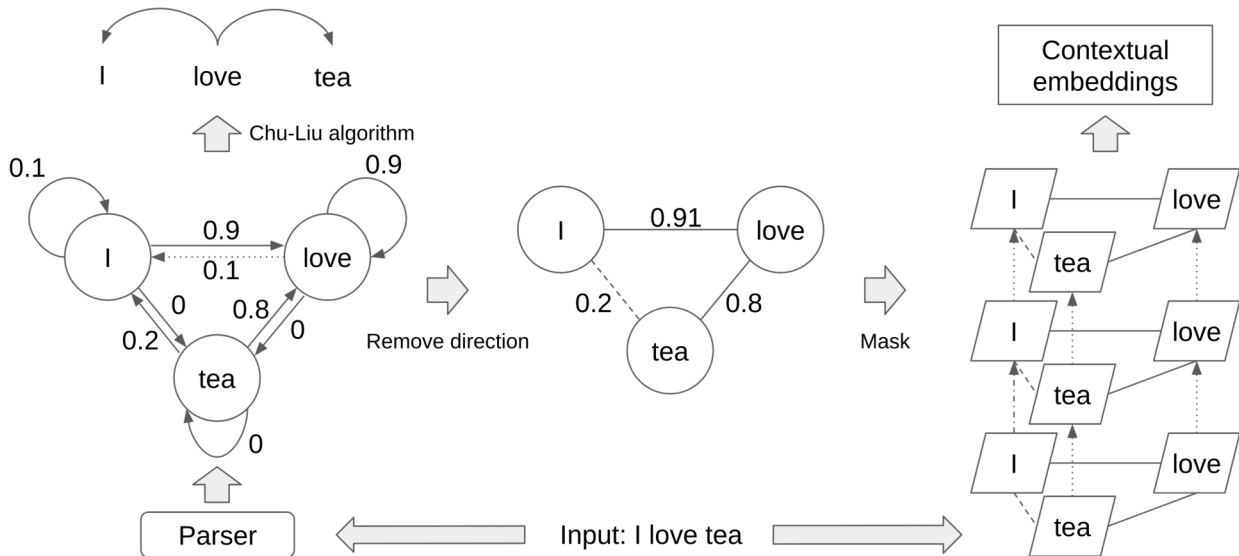 I love tea
Chu-Liu algorithm
0.1
0.9
I
0.9
love
0.1
0
0.8
0.2
0
tea
0
Parser
Remove direction
I
0.91
love
0.2
0.8
tea
Mask
Input: I love tea
Contextual
embeddings
I
love
tea
I
love
tea
I
love
tea